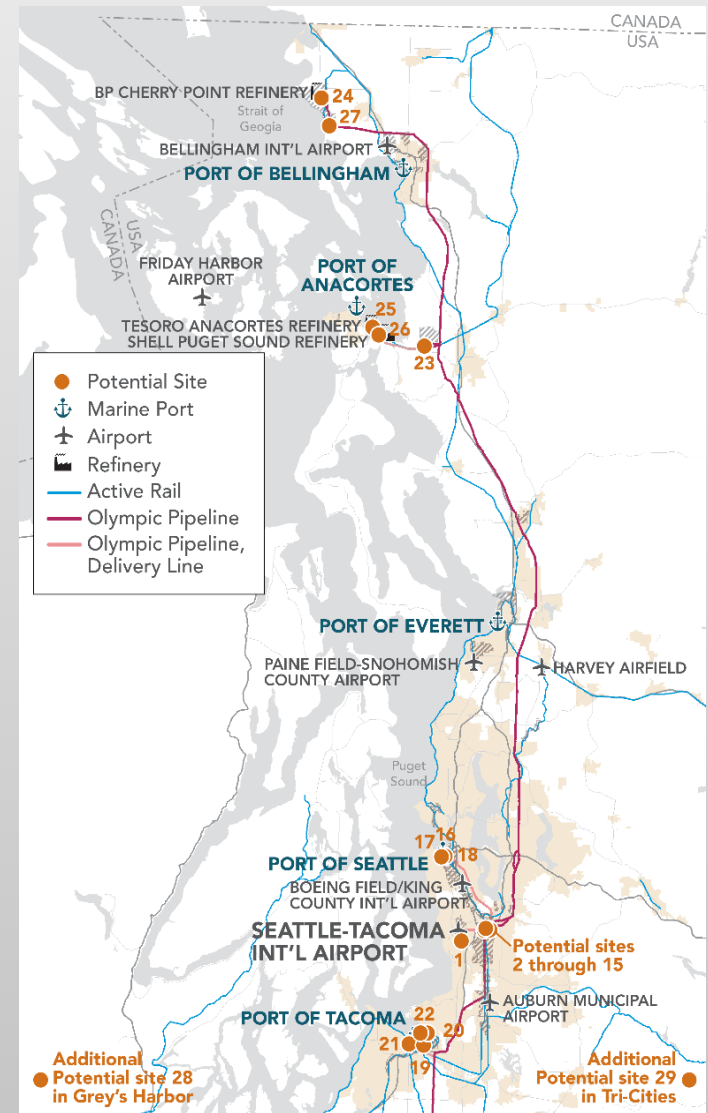 CANADA
USA
BP CHERRY POINT REFINERY
24
Strait of
Geogia
27
BELLINGHAM INT'L AIRPORT
PORT OF BELLINGHAM
USA
CANADA
FRIDAY HARBOR
AIRPORT
PORT OF
ANACORTES
25
TESORO ANACORTES REFINERY
26
SHELL PUGET SOUND REFINERY
23
Potential Site
Marine Port
Airport
Refinery
Active Rail
Olympic Pipeline
Olympic Pipeline,
Delivery Line
PORT OF EVERETT
PAINE FIELD-SNOHOMISH
COUNTY AIRPORT
HARVEY AIRFIELD
Puget
Sound
16
17
18
PORT OF SEATTLE
BOEING FIELD/KING
COUNTY INT'L AIRPORT
SEATTLE-TACOMA
INT'L AIRPORT
1
Potential sites
2 through 15
AUBURN MUNICIPAL
AIRPORT
PORT OF TACOMA
22
20
21
19
Additional
Potential site 28
in Grey's Harbor
Additional
Potential site 29
in Tri-Cities